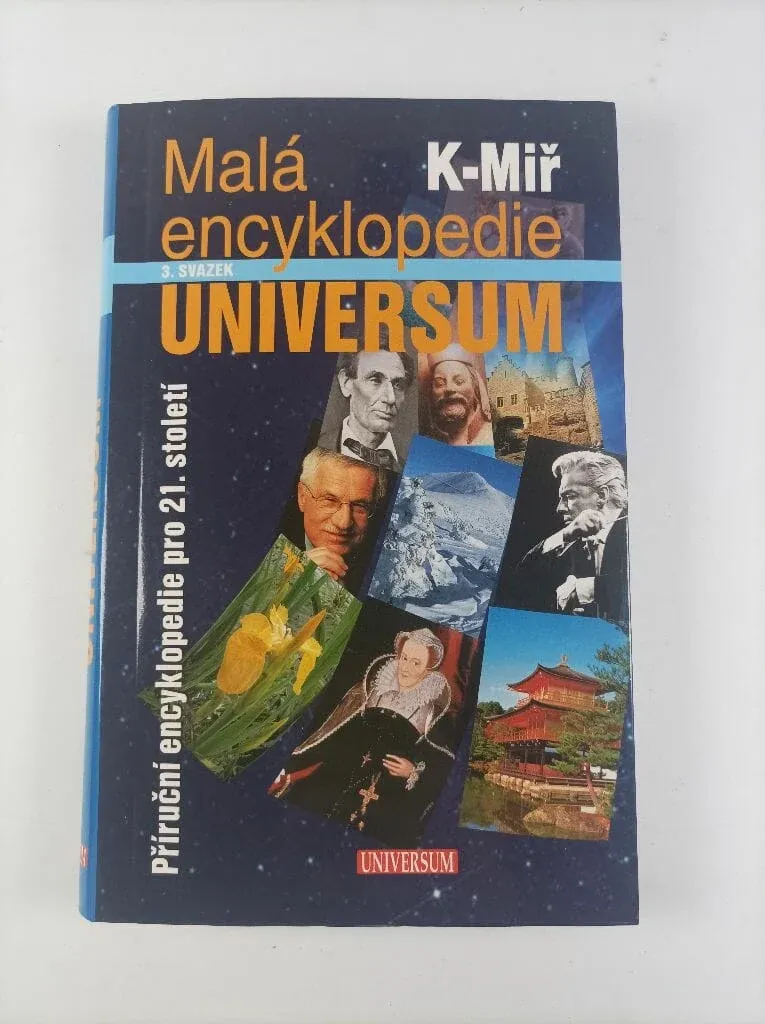 Malá
K-Miř
encyklopedie
3. SVAZEK
UNIVERSUM
Příruční encyklopedie pro 21. století
UNIVERSUM